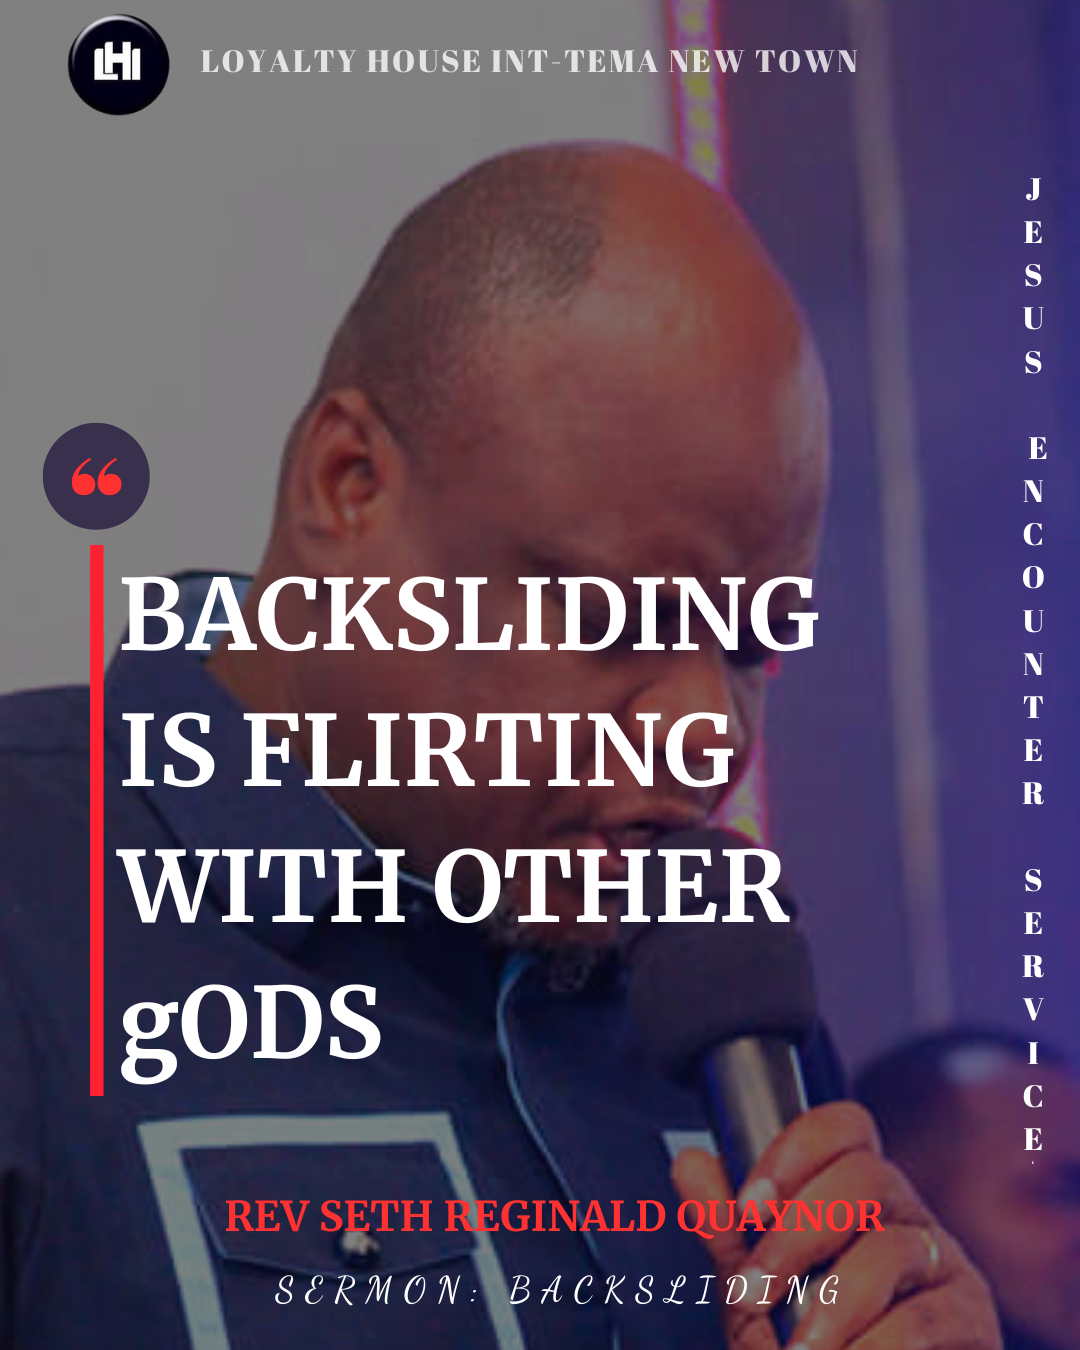 LHI
LOYALTY HOUSE INT-TEMA NEW TOWN
JESUS ENCOUNTER SERVICE
“
BACKSLIDING
IS FLIRTING
WITH OTHER
gODS
REV SETH REGINALD QUAYNOR
SERMON: BACKSLIDING